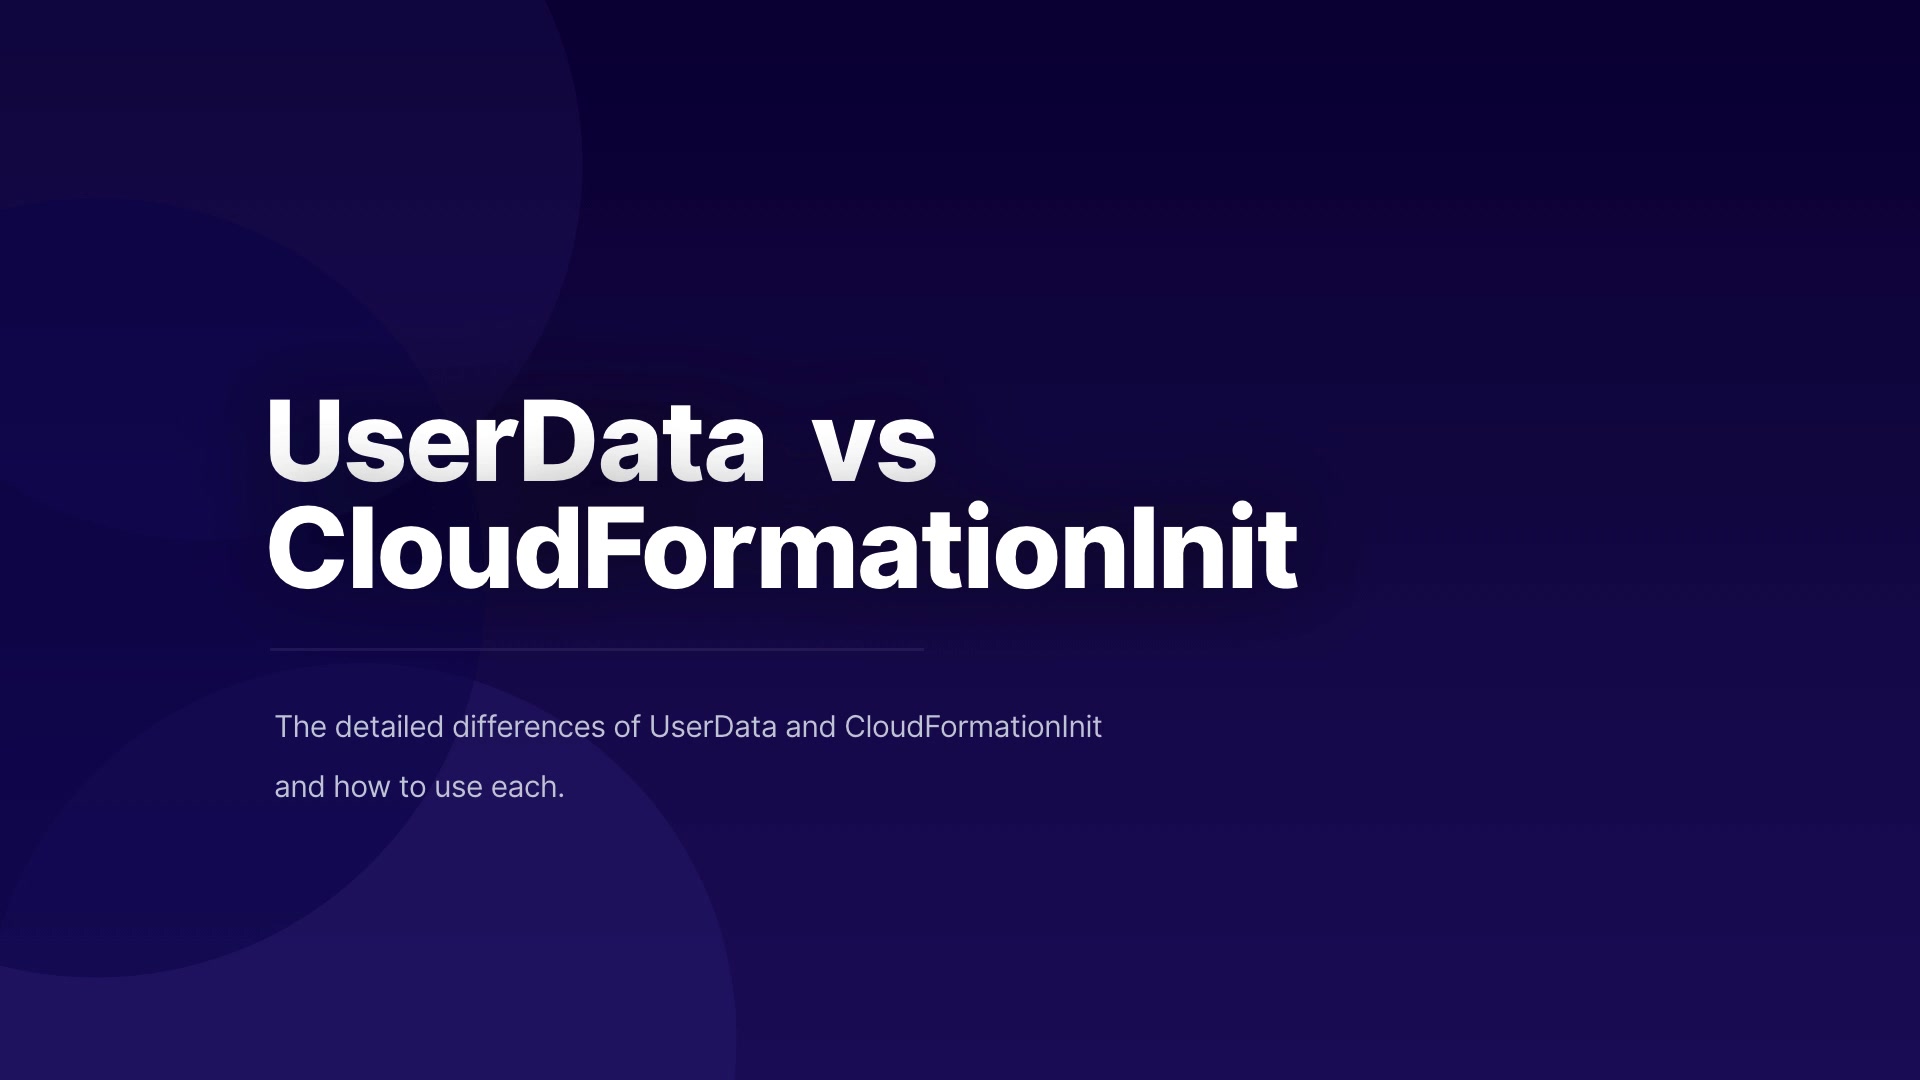 UserData vs
CloudFormationInit
The detailed differences of UserData and CloudFormationInit
and how to use each.